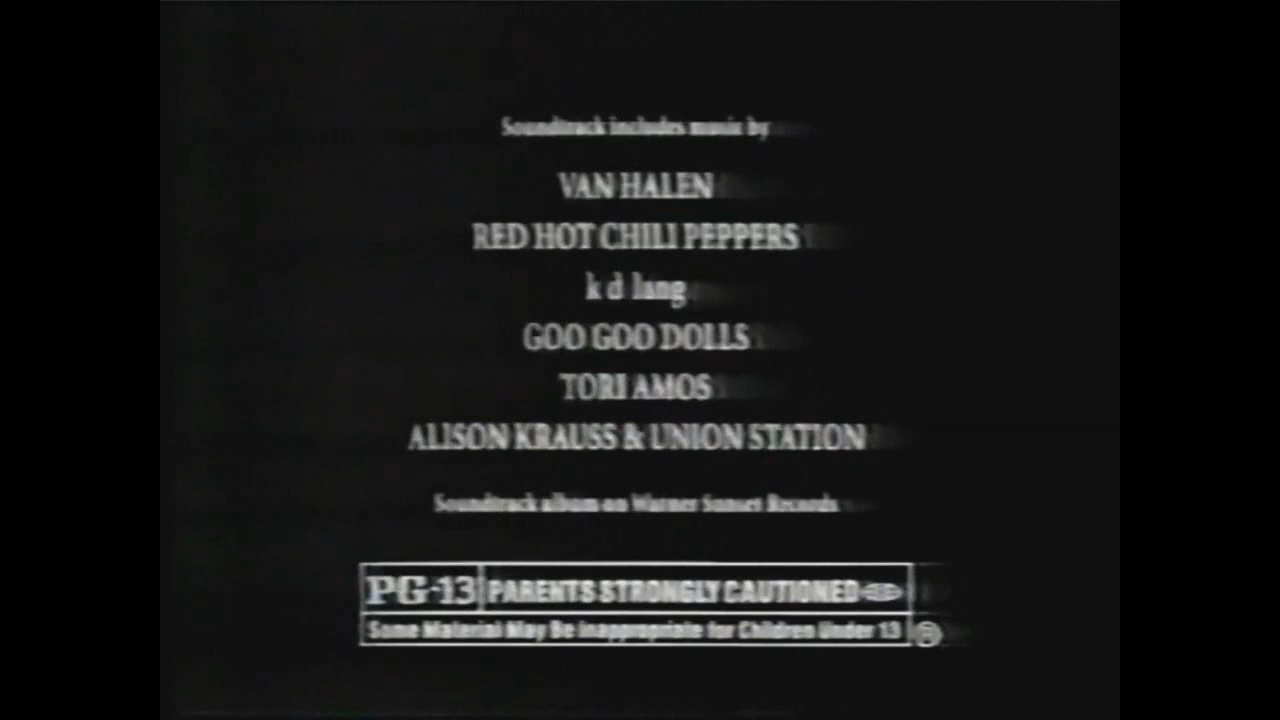 Soundtrack includes music by
VAN HALEN
RED HOT CHILI PEPPERS
k d lang
GOO GOO DOLLS
TORI AMOS
ALISON KRAUSS & UNION STATION
Soundtrack album on Warner Sunset Records
PG-13 PARENTS STRONGLY CAUTIONED
Some Material May Be Inappropriate for Children Under 13 ®